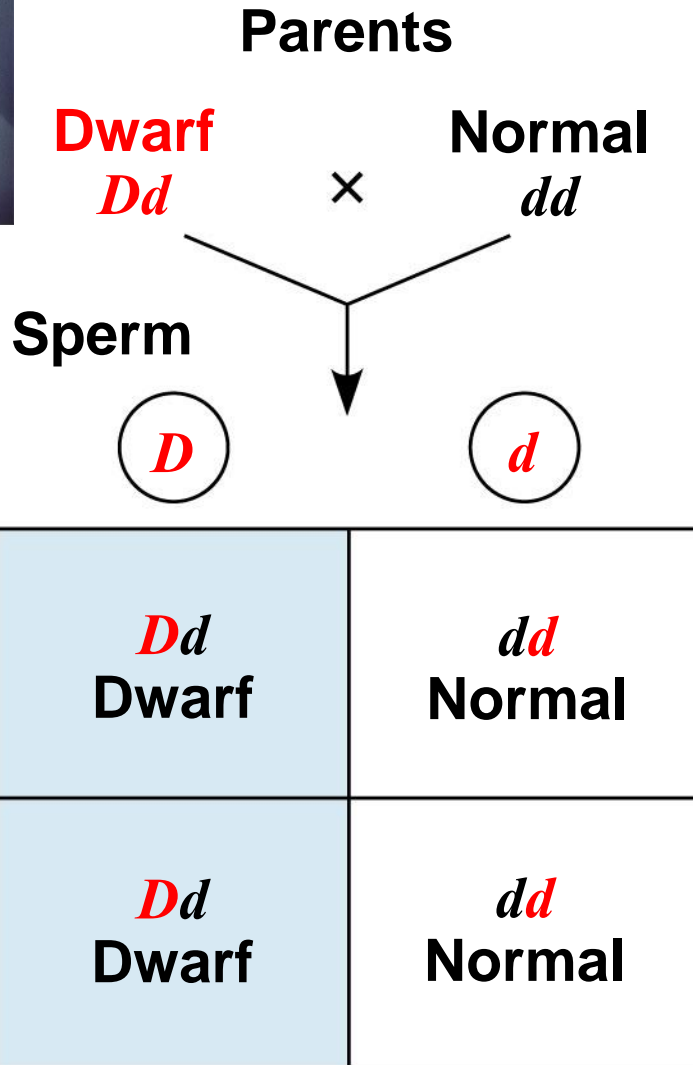 Parents
Dwarf Normal
Dd × dd
Sperm
D d
Dd dd
Dwarf Normal
Dd dd
Dwarf Normal